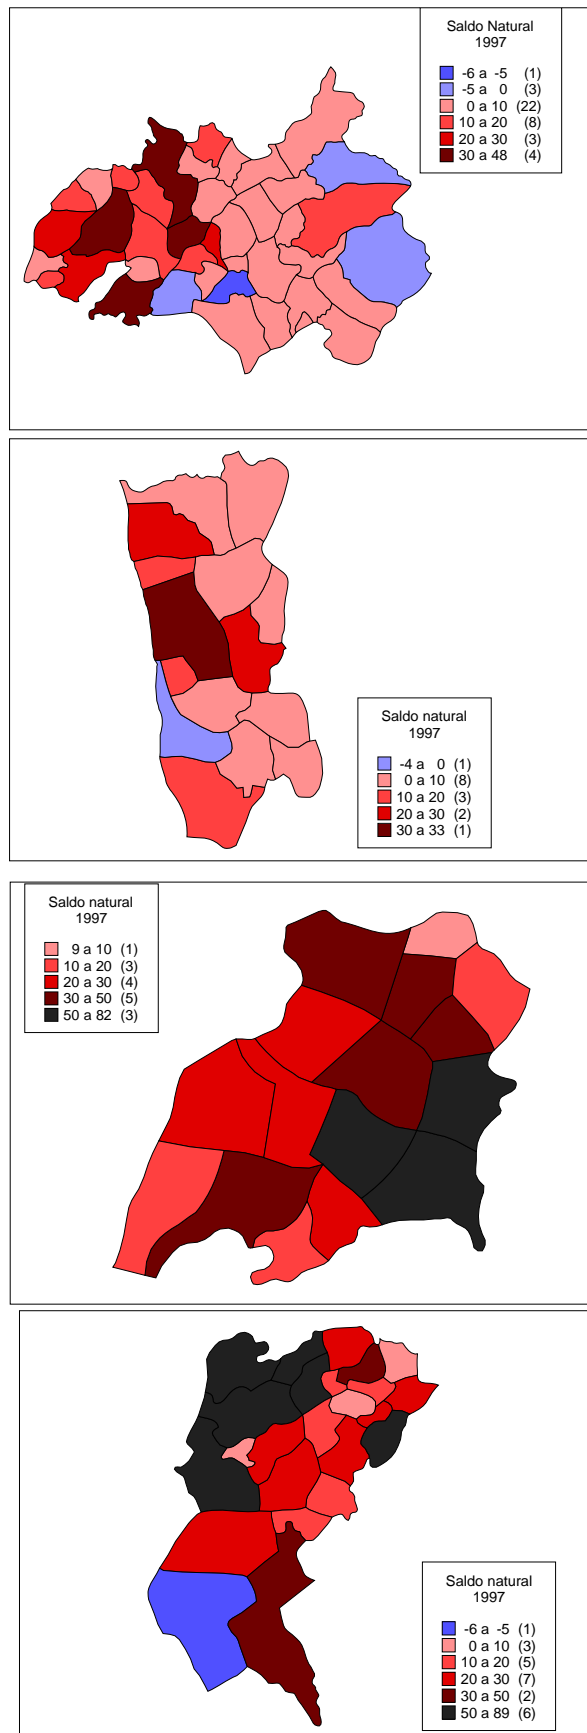 Saldo Natural
1997
-6 a -5 (1)
-5 a 0 (3)
0 a 10 (22)
10 a 20 (8)
20 a 30 (3)
30 a 48 (4)
Saldo natural
1997
-4 a 0 (1)
0 a 10 (8)
10 a 20 (3)
20 a 30 (2)
30 a 33 (1)
Saldo natural
1997
9 a 10 (1)
10 a 20 (3)
20 a 30 (4)
30 a 50 (5)
50 a 82 (3)
Saldo natural
1997
-6 a -5 (1)
0 a 10 (3)
10 a 20 (5)
20 a 30 (7)
30 a 50 (2)
50 a 89 (6)